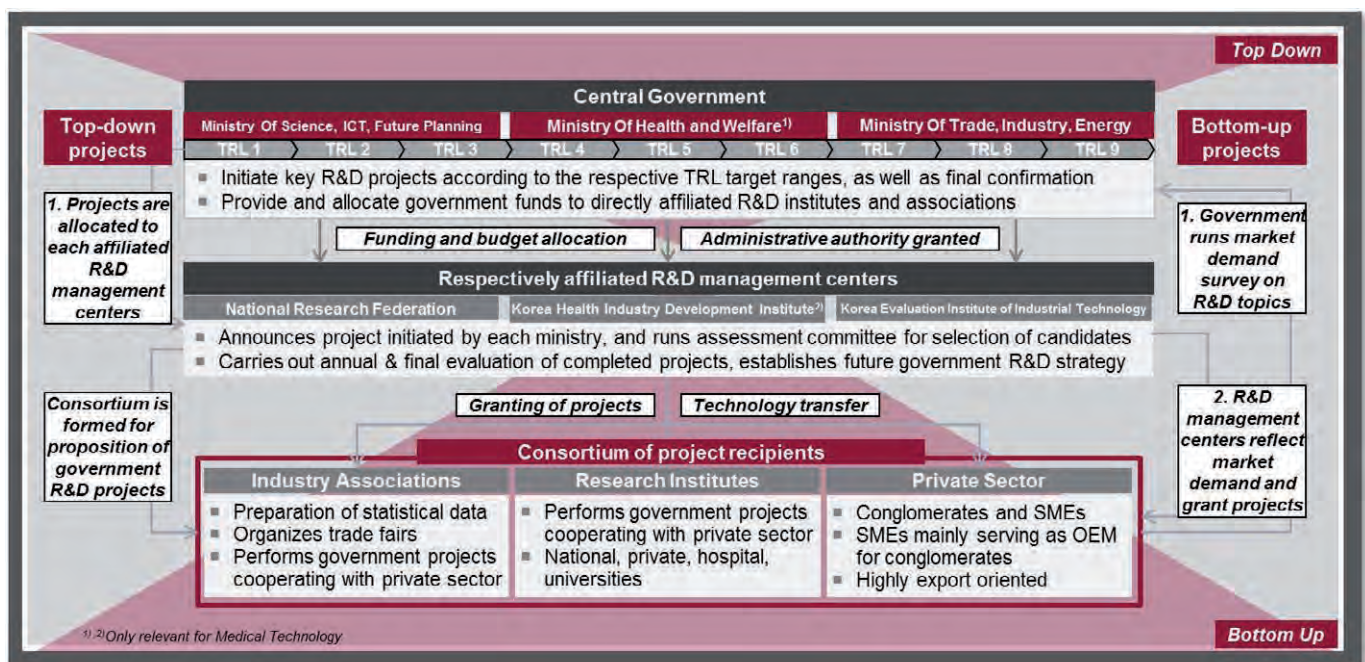 Top Down
Central Government
Top-down
projects
Ministry Of Science, ICT, Future Planning
Ministry Of Health and Welfare¹⁾
Ministry Of Trade, Industry, Energy
Bottom-up
projects
TRL 1
TRL 2
TRL 3
TRL 4
TRL 5
TRL 6
TRL 7
TRL 8
TRL 9
▪ Initiate key R&D projects according to the respective TRL target ranges, as well as final confirmation
▪ Provide and allocate government funds to directly affiliated R&D institutes and associations
1. Projects are
allocated to
each affiliated
R&D
management
centers
1. Government
runs market
demand
survey on
R&D topics
Funding and budget allocation
Administrative authority granted
Respectively affiliated R&D management centers
National Research Federation
Korea Health Industry Development Institute²⁾
Korea Evaluation Institute of Industrial Technology
▪ Announces project initiated by each ministry, and runs assessment committee for selection of candidates
▪ Carries out annual & final evaluation of completed projects, establishes future government R&D strategy
Consortium is
formed for
proposition of
government
R&D projects
2. R&D
management
centers reflect
market
demand and
grant projects
Granting of projects
Technology transfer
Consortium of project recipients
Industry Associations
▪ Preparation of statistical data
▪ Organizes trade fairs
▪ Performs government projects
cooperating with private sector
Research Institutes
▪ Performs government projects
cooperating with private sector
▪ National, private, hospital,
universities
Private Sector
▪ Conglomerates and SMEs
▪ SMEs mainly serving as OEM
for conglomerates
▪ Highly export oriented
¹⁾ ²⁾Only relevant for Medical Technology
Bottom Up